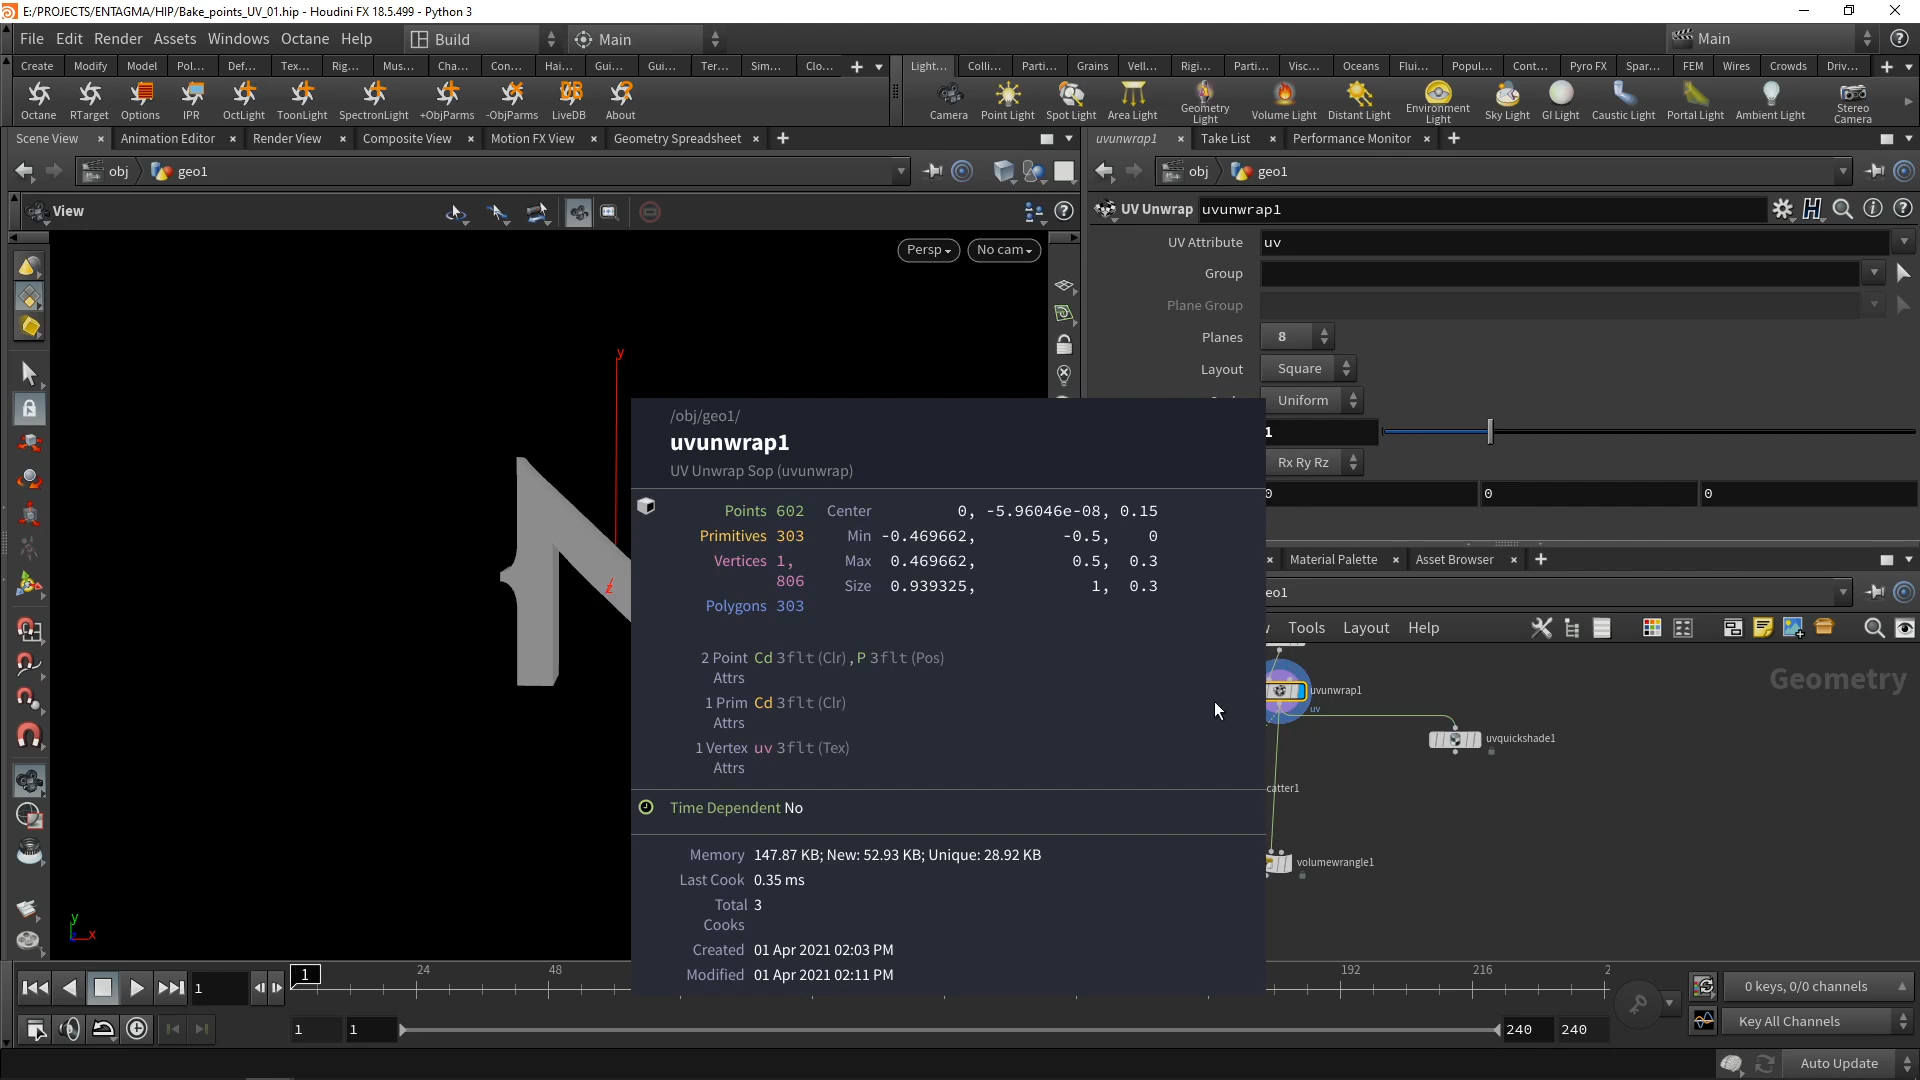 E:/PROJECTS/ENTAGMA/HIP/Bake_points_UV_01.hip - Houdini FX 18.5.499 - Python 3
File Edit Render Assets Windows Octane Help Build Main Main
Create Modify Model Pol... Def... Tex... Rig... Mus... Cha... Con... Hai... Gui... Gui... Ter... Sim... Clo... Light... Colli... Parti... Grains Vell... Rigi... Parti... Visc... Oceans Flui... Popul... Cont... Pyro FX Spar... FEM Wires Crowds Driv...
Octane RTarget Options IPR OctLight ToonLight SpectronLight +ObjParms -ObjParms LiveDB About Camera Point Light Spot Light Area Light Geometry Light Volume Light Distant Light Environment Light Sky Light GI Light Caustic Light Portal Light Ambient Light Stereo Camera
Scene View Animation Editor Render View Composite View Motion FX View Geometry Spreadsheet uvunwrap1 Take List Performance Monitor
obj geo1 obj geo1
View UV Unwrap uvunwrap1
Persp No cam
UV Attribute uv
Group
Plane Group
Planes 8
Layout Square
Uniform
1
Rx Ry Rz
0 0 0
y
z
/obj/geo1/
uvunwrap1
UV Unwrap Sop (uvunwrap)
Points 602 Center 0, -5.96046e-08, 0.15
Primitives 303 Min -0.469662, -0.5, 0
Vertices 1, Max 0.469662, 0.5, 0.3
806 Size 0.939325, 1, 0.3
Polygons 303
2 Point Cd 3flt (Clr) , P 3flt (Pos)
Attrs
1 Prim Cd 3flt (Clr)
Attrs
1 Vertex uv 3flt (Tex)
Attrs
Time Dependent No
Memory 147.87 KB; New: 52.93 KB; Unique: 28.92 KB
Last Cook 0.35 ms
Total 3
Cooks
Created 01 Apr 2021 02:03 PM
Modified 01 Apr 2021 02:11 PM
Material Palette Asset Browser
eo1
w Tools Layout Help
Geometry
uvunwrap1
uv
uvquickshade1
catter1
volumewrangle1
y
x
1 1 24 48 192 216 2 0 keys, 0/0 channels
1 1 240 240 Key All Channels
Auto Update